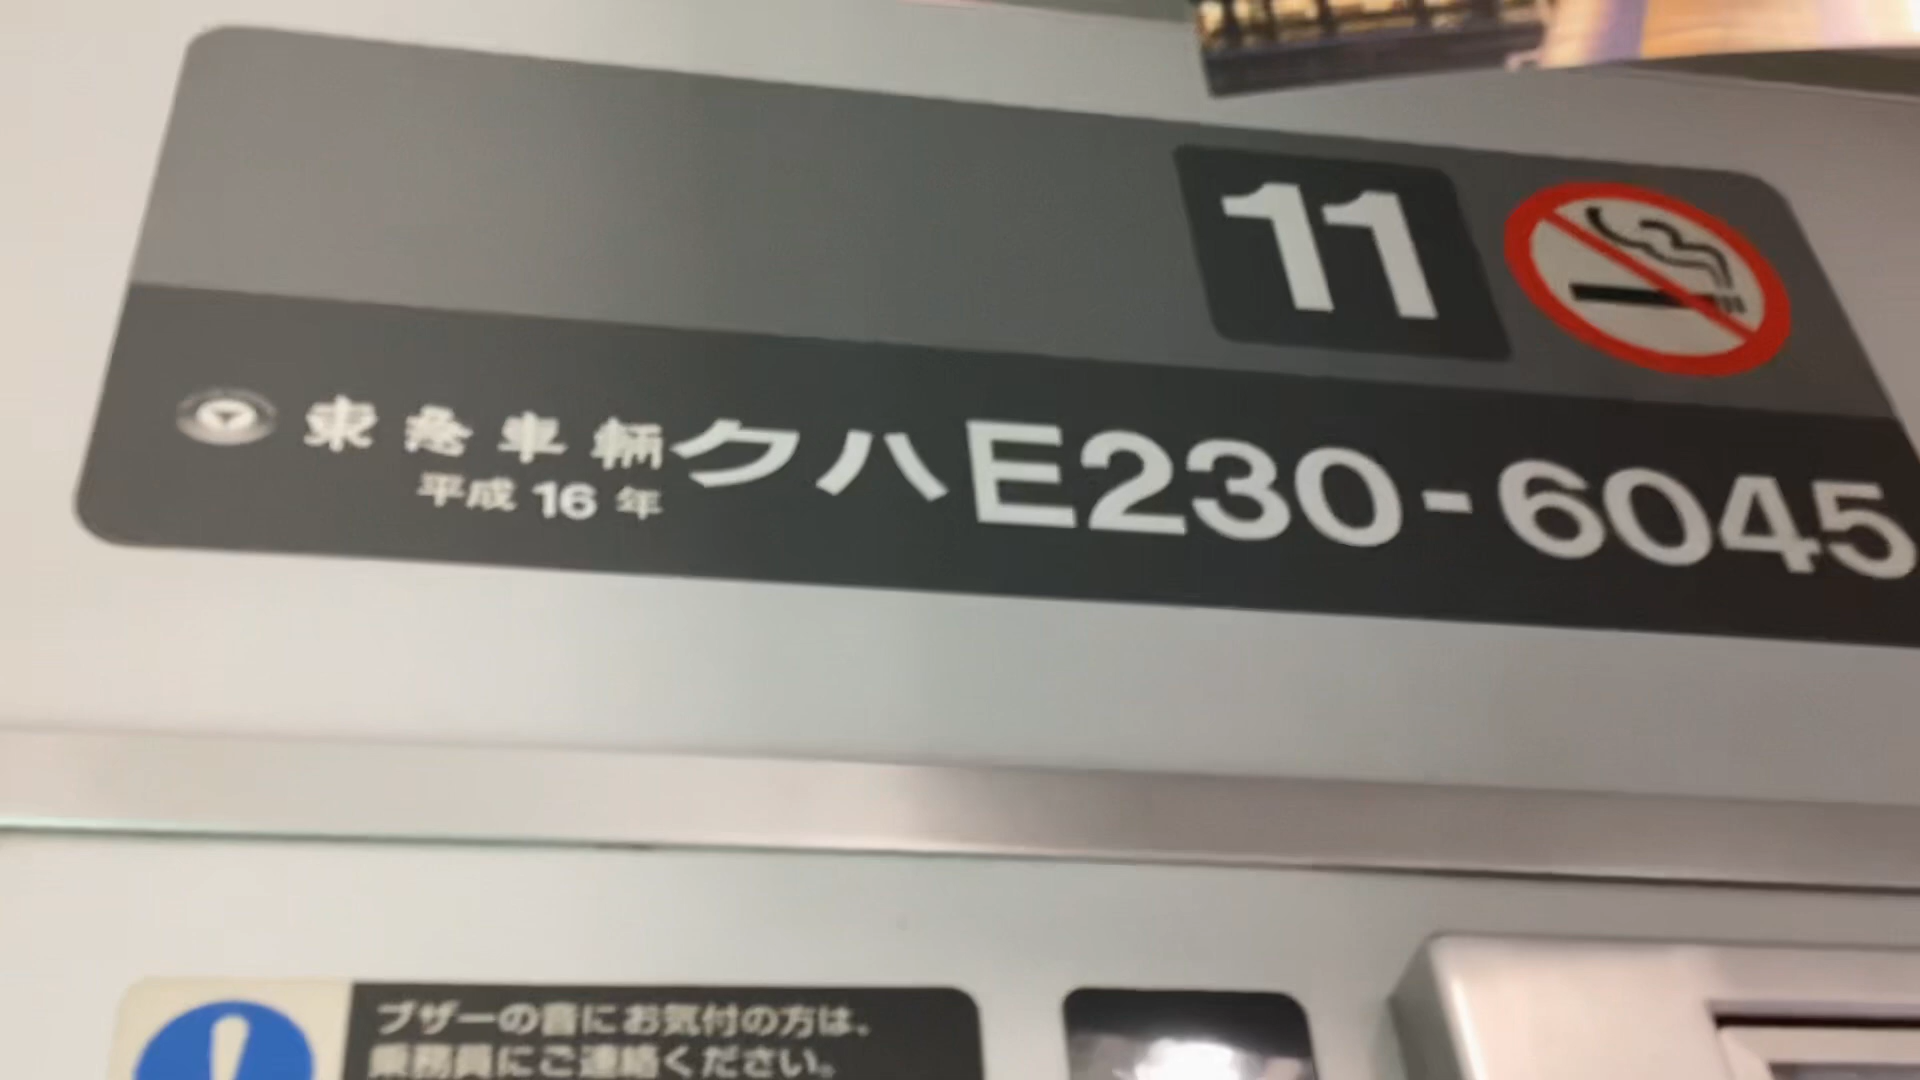 11
東急車輛 クハE230-6045
平成16年
ブザーの音にお気付の方は、
乗務員にご連絡ください。